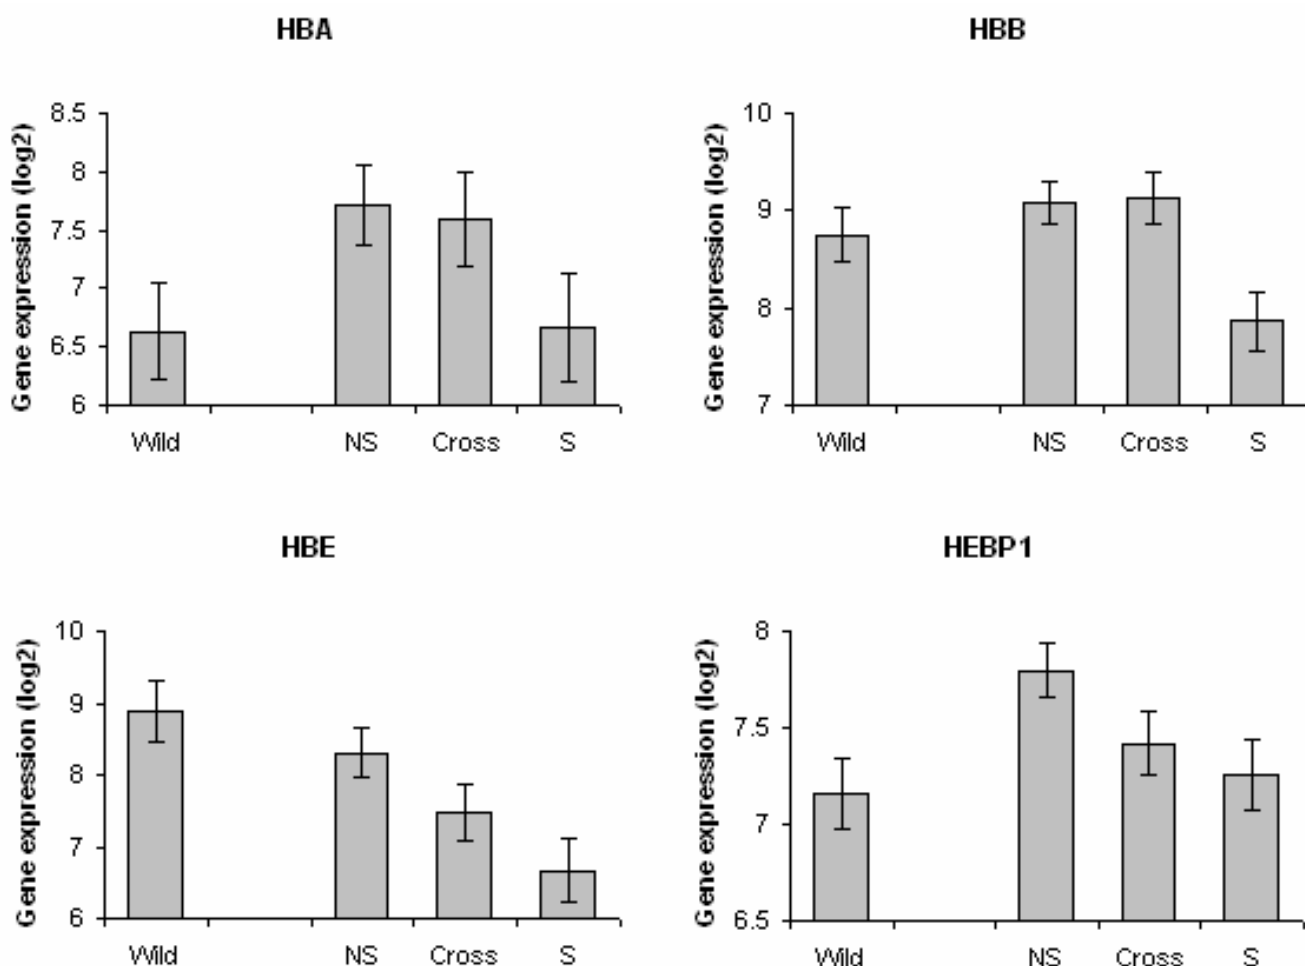 HBA
Gene expression (log2)
8.5
8
7.5
7
6.5
6
Wild NS Cross S
HBB
Gene expression (log2)
10
9
8
7
Wild NS Cross S
HBE
Gene expression (log2)
10
9
8
7
6
Wild NS Cross S
HEBP1
Gene expression (log2)
8
7.5
7
6.5
Wild NS Cross S